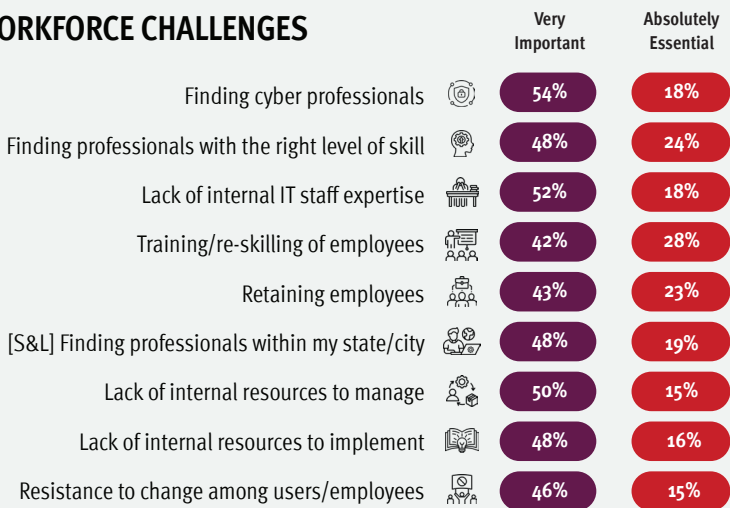 ORKFORCE CHALLENGES
Very Important
Absolutely Essential
Finding cyber professionals 54% 18%
Finding professionals with the right level of skill 48% 24%
Lack of internal IT staff expertise 52% 18%
Training/re-skilling of employees 42% 28%
Retaining employees 43% 23%
[S&L] Finding professionals within my state/city 48% 19%
Lack of internal resources to manage 50% 15%
Lack of internal resources to implement 48% 16%
Resistance to change among users/employees 46% 15%